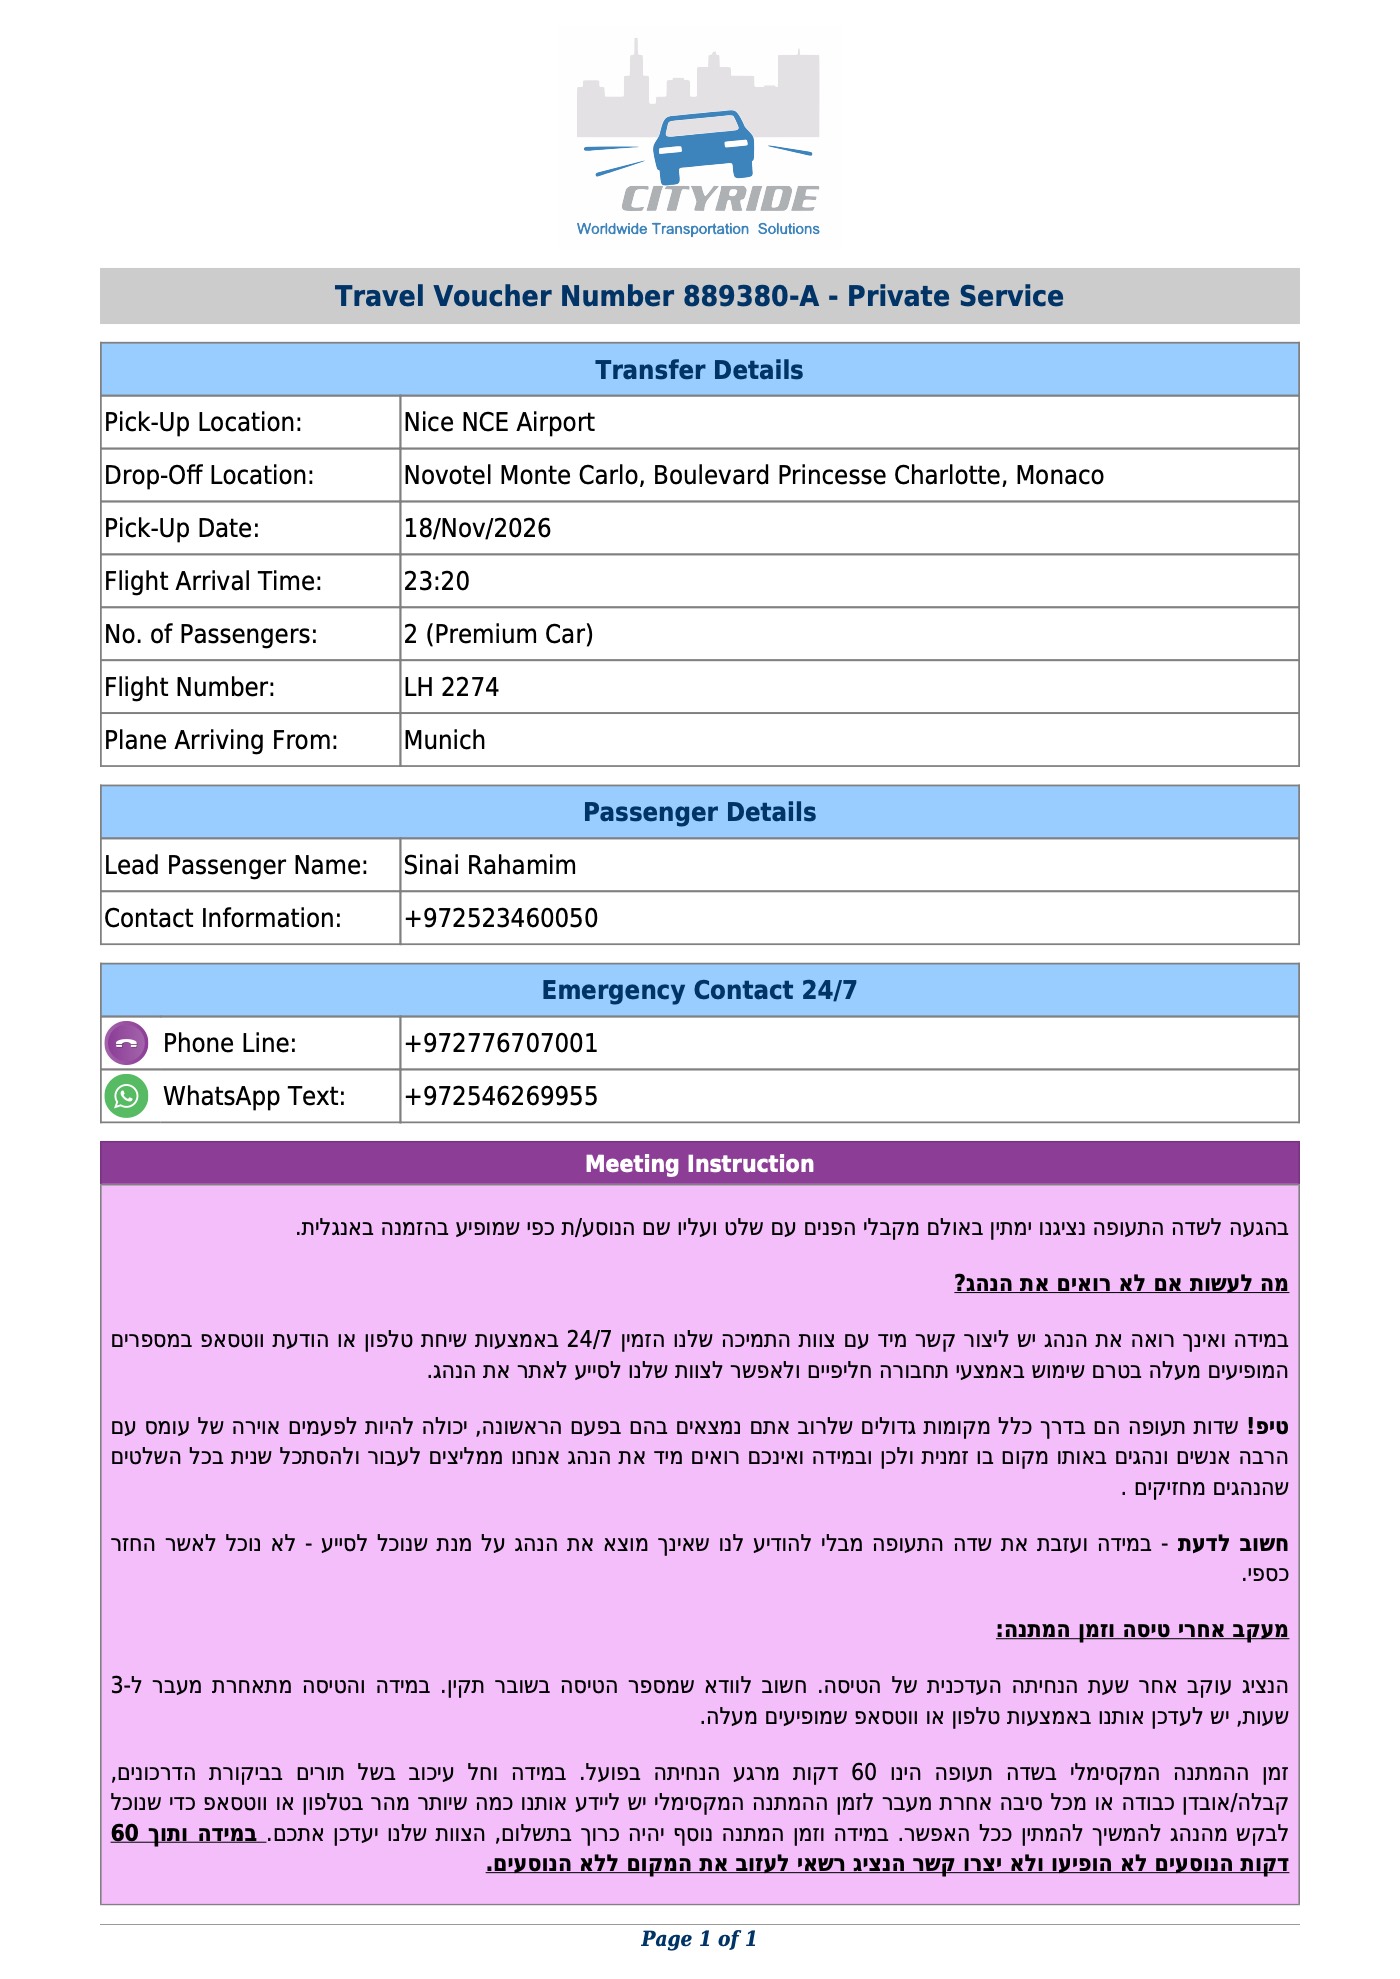 CITYRIDE
Worldwide Transportation Solutions
Travel Voucher Number 889380-A - Private Service
Transfer Details
Pick-Up Location: Nice NCE Airport
Drop-Off Location: Novotel Monte Carlo, Boulevard Princesse Charlotte, Monaco
Pick-Up Date: 18/Nov/2026
Flight Arrival Time: 23:20
No. of Passengers: 2 (Premium Car)
Flight Number: LH 2274
Plane Arriving From: Munich
Passenger Details
Lead Passenger Name: Sinai Rahamim
Contact Information: +972523460050
Emergency Contact 24/7
Phone Line: +972776707001
WhatsApp Text: +972546269955
Meeting Instruction
בהגעה לשדה התעופה נציגנו ימתין באולם מקבלי הפנים עם שלט ועליו שם הנוסע/ת כפי שמופיע בהזמנה באנגלית.
מה לעשות אם לא רואים את הנהג?
במידה ואינך רואה את הנהג יש ליצור קשר מיד עם צוות התמיכה שלנו הזמין 24/7 באמצעות שיחת טלפון או הודעת ווטסאפ במספרים
המופיעים מעלה בטרם שימוש באמצעי תחבורה חליפיים ולאפשר לצוות שלנו לסייע לאתר את הנהג.
טיפ! שדות תעופה הם בדרך כלל מקומות גדולים שלרוב אתם נמצאים בהם בפעם הראשונה, יכולה להיות לפעמים אוירה של עומס עם
הרבה אנשים ונהגים באותו מקום בו זמנית ולכן ובמידה ואינכם רואים מיד את הנהג אנחנו ממליצים לעבור ולהסתכל שנית בכל השלטים
שהנהגים מחזיקים .
חשוב לדעת - במידה ועזבת את שדה התעופה מבלי להודיע לנו שאינך מוצא את הנהג על מנת שנוכל לסייע - לא נוכל לאשר החזר
כספי.
מעקב אחרי טיסה וזמן המתנה:
הנציג עוקב אחר שעת הנחיתה העדכנית של הטיסה. חשוב לוודא שמספר הטיסה בשובר תקין. במידה והטיסה מתאחרת מעבר ל-3
שעות, יש לעדכן אותנו באמצעות טלפון או ווטסאפ שמופיעים מעלה.
זמן ההמתנה המקסימלי בשדה תעופה הינו 60 דקות מרגע הנחיתה בפועל. במידה וחל עיכוב בשל תורים בביקורת הדרכונים,
קבלה/אובדן כבודה או מכל סיבה אחרת מעבר לזמן ההמתנה המקסימלי יש ליידע אותנו כמה שיותר מהר בטלפון או ווטסאפ כדי שנוכל
לבקש מהנהג להמשיך להמתין ככל האפשר. במידה וזמן המתנה נוסף יהיה כרוך בתשלום, הצוות שלנו יעדכן אתכם. במידה ותוך 60
דקות הנוסעים לא הופיעו ולא יצרו קשר הנציג רשאי לעזוב את המקום ללא הנוסעים.
Page 1 of 1